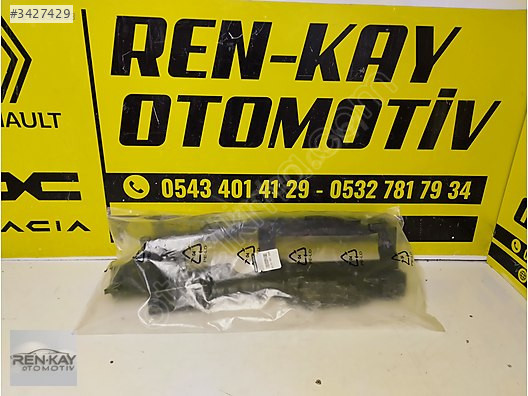 #3427429
REN-KAY
OTOMOTİV
0543 401 41 29 - 0532 781 79 34
NAULT
ACIA
REN-KAY
OTOMOTİV